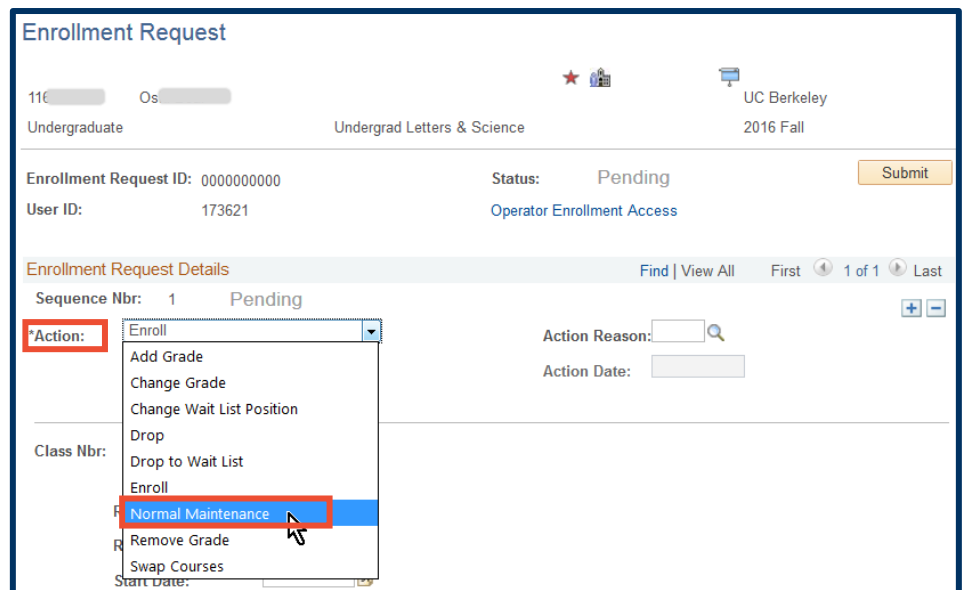 Enrollment Request
116 Os
UC Berkeley
Undergraduate Undergrad Letters & Science 2016 Fall
Enrollment Request ID: 0000000000 Status: Pending Submit
User ID: 173621 Operator Enrollment Access
Enrollment Request Details Find | View All First 1 of 1 Last
Sequence Nbr: 1 Pending
*Action: Enroll Action Reason:
Add Grade
Change Grade Action Date:
Change Wait List Position
Drop
Class Nbr: Drop to Wait List
Enroll
Normal Maintenance
Remove Grade
Swap Courses
Start Date: